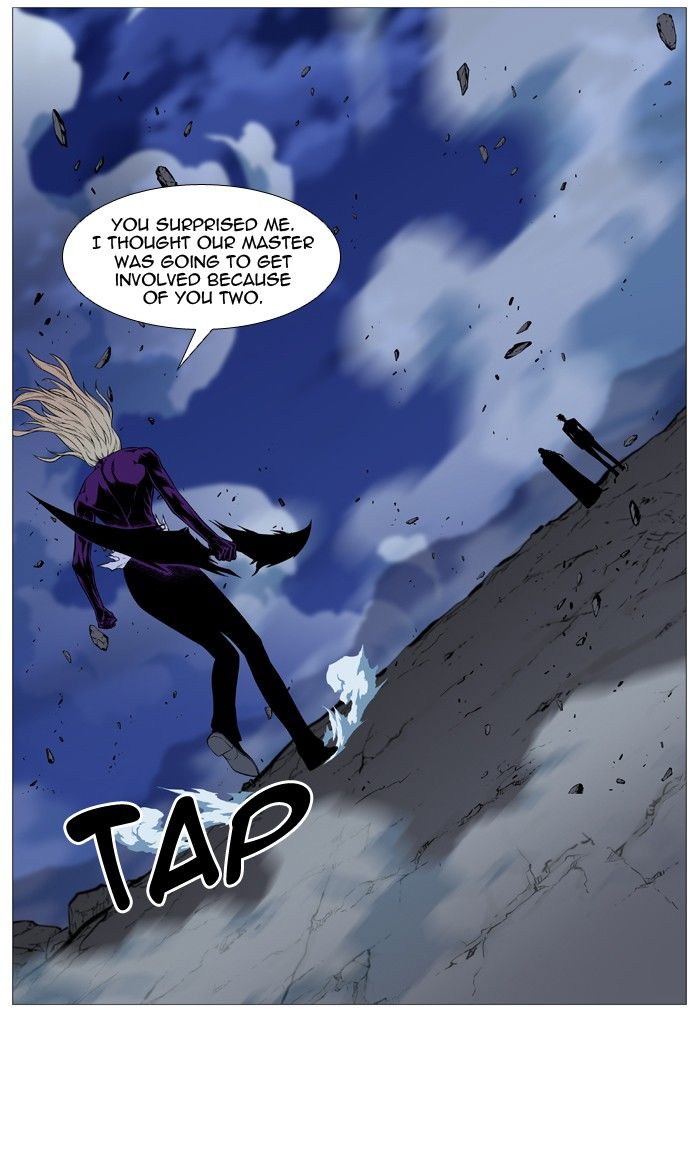 YOU SURPRISED ME.
I THOUGHT OUR MASTER
WAS GOING TO GET
INVOLVED BECAUSE
OF YOU TWO.
TAP